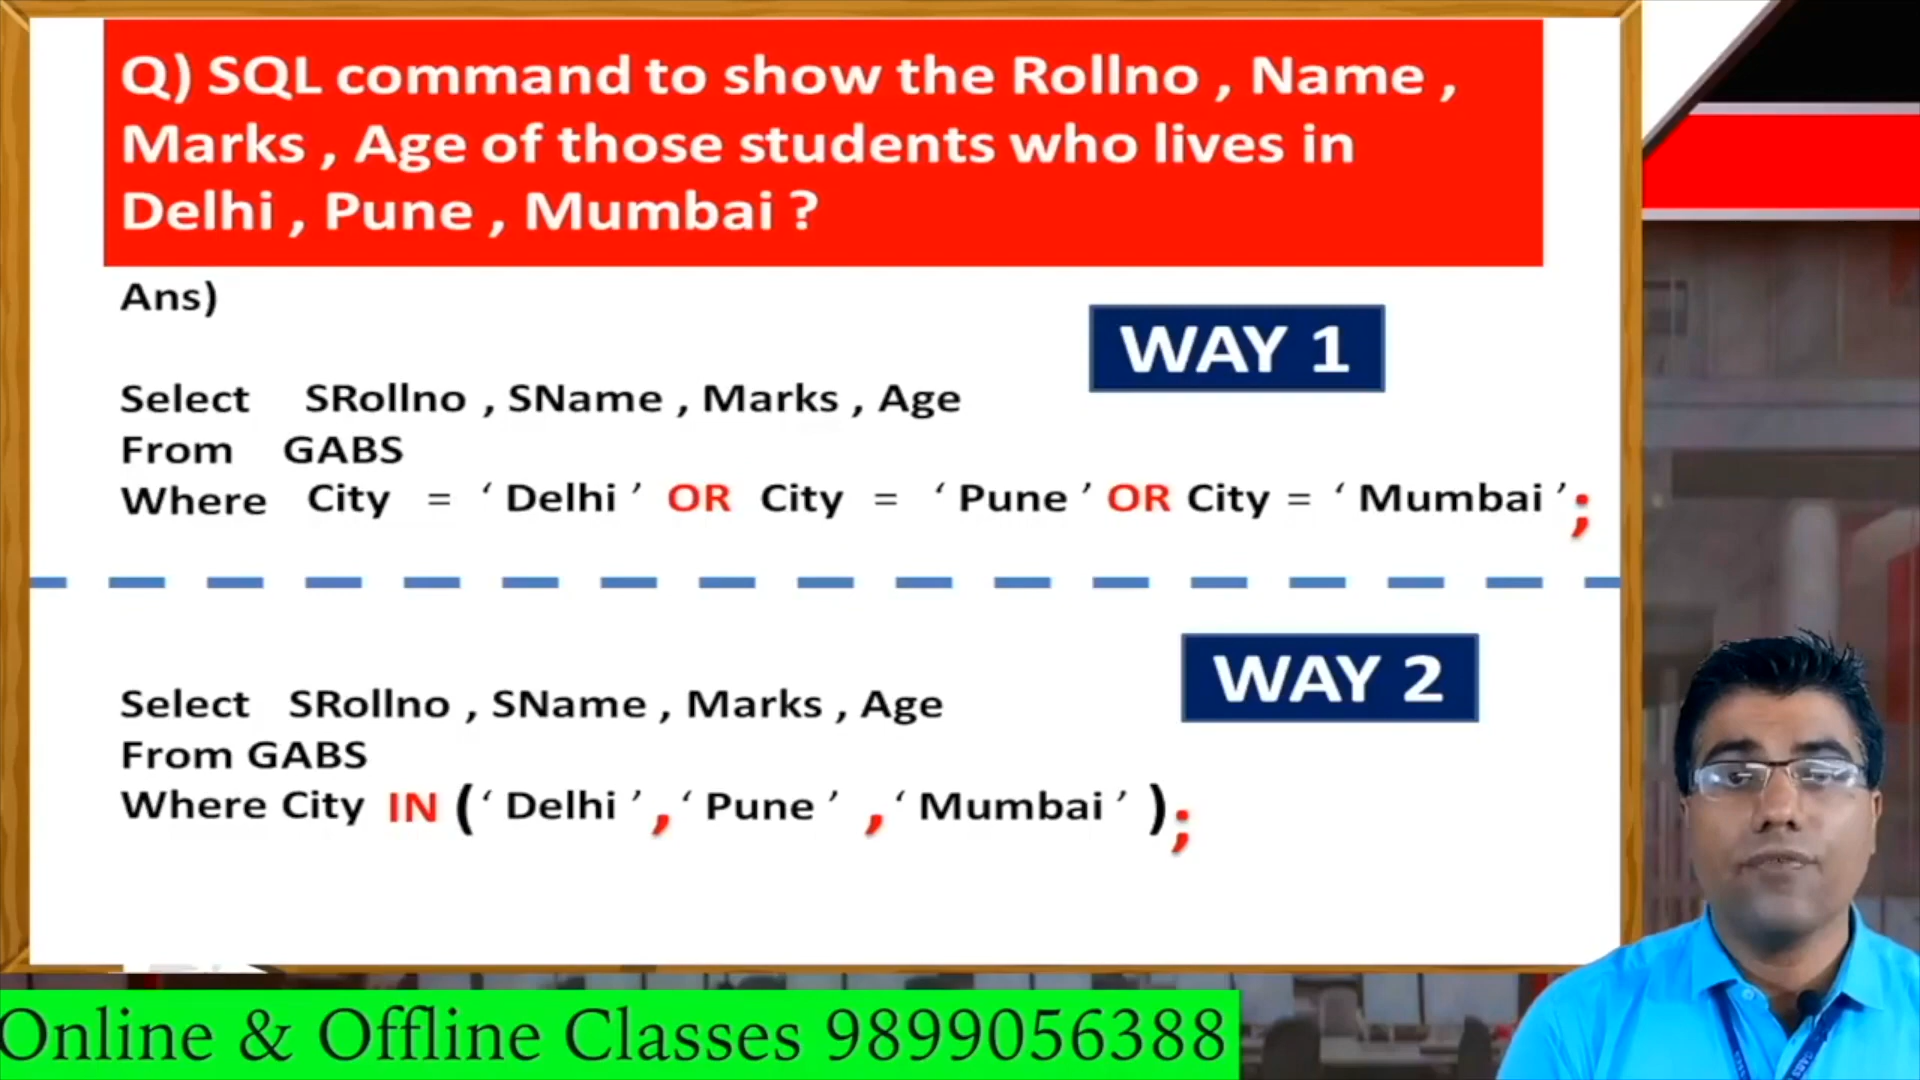 Q) SQL command to show the Rollno , Name ,
Marks , Age of those students who lives in
Delhi , Pune , Mumbai ?
Ans)
WAY 1
Select SRollno , SName , Marks , Age
From GABS
Where City = ‘ Delhi ’ OR City = ‘ Pune ’ OR City = ‘ Mumbai ’;
WAY 2
Select SRollno , SName , Marks , Age
From GABS
Where City IN (‘ Delhi ’ , ‘ Pune ’ , ‘ Mumbai ’ );
Online & Offline Classes 9899056388